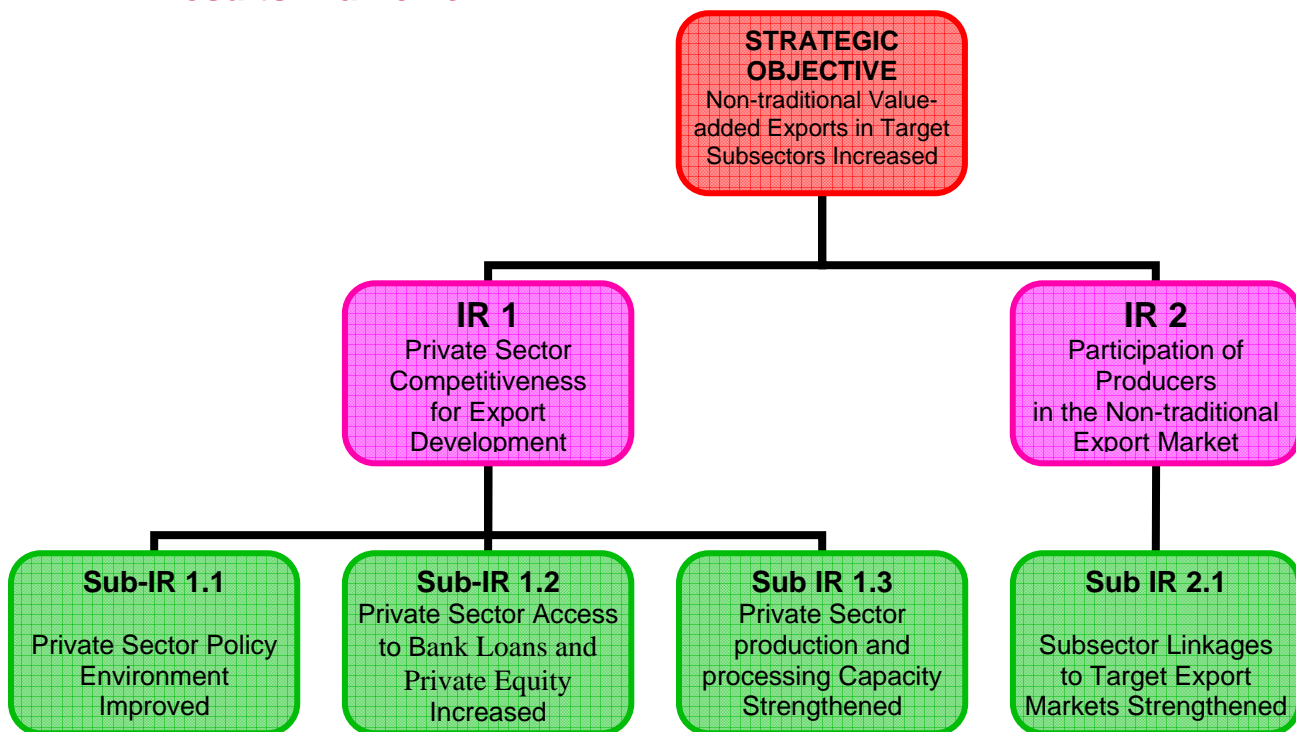 STRATEGIC
OBJECTIVE
Non-traditional Value-
added Exports in Target
Subsectors Increased
IR 1
Private Sector
Competitiveness
for Export
Development
IR 2
Participation of
Producers
in the Non-traditional
Export Market
Sub-IR 1.1
Private Sector Policy
Environment
Improved
Sub-IR 1.2
Private Sector Access
to Bank Loans and
Private Equity
Increased
Sub IR 1.3
Private Sector
production and
processing Capacity
Strengthened
Sub IR 2.1
Subsector Linkages
to Target Export
Markets Strengthened